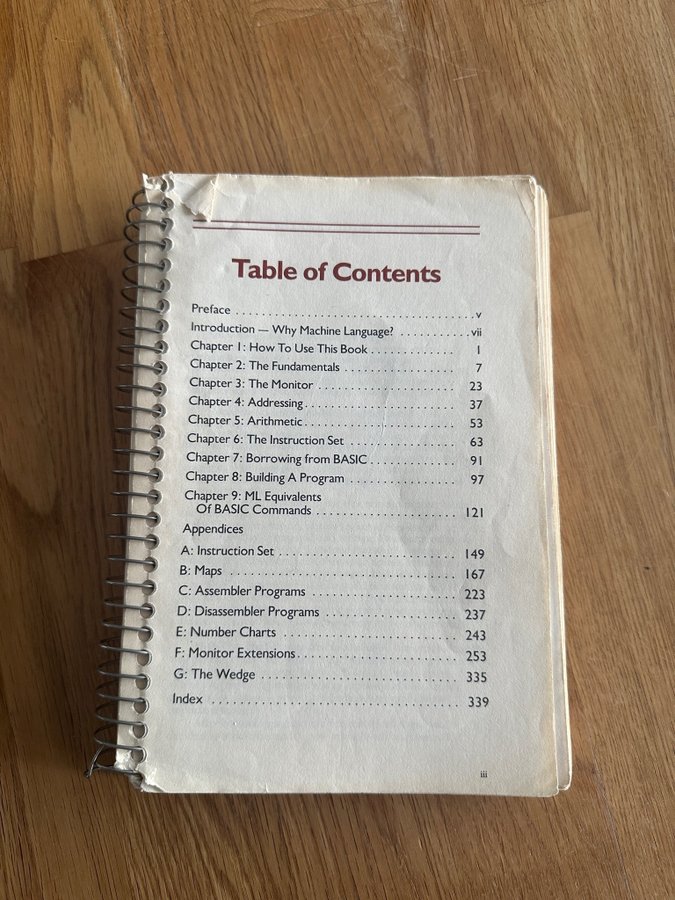 Table of Contents
Preface . . . . . . . . . . . . . . . . . . . . . . . . . . . . . . . . v
Introduction — Why Machine Language? . . . . . . . . . . vii
Chapter 1: How To Use This Book . . . . . . . . . . . . . . 1
Chapter 2: The Fundamentals . . . . . . . . . . . . . . . . . 7
Chapter 3: The Monitor . . . . . . . . . . . . . . . . . . . . . 23
Chapter 4: Addressing . . . . . . . . . . . . . . . . . . . . . . 37
Chapter 5: Arithmetic . . . . . . . . . . . . . . . . . . . . . . 53
Chapter 6: The Instruction Set . . . . . . . . . . . . . . . . 63
Chapter 7: Borrowing from BASIC . . . . . . . . . . . . . 91
Chapter 8: Building A Program . . . . . . . . . . . . . . . . 97
Chapter 9: ML Equivalents
Of BASIC Commands . . . . . . . . . . . . . . . . . . . . 121
Appendices
A: Instruction Set . . . . . . . . . . . . . . . . . . . . . . . . . 149
B: Maps . . . . . . . . . . . . . . . . . . . . . . . . . . . . . . . 167
C: Assembler Programs . . . . . . . . . . . . . . . . . . . . 223
D: Disassembler Programs . . . . . . . . . . . . . . . . . . 237
E: Number Charts . . . . . . . . . . . . . . . . . . . . . . . . 243
F: Monitor Extensions . . . . . . . . . . . . . . . . . . . . . 253
G: The Wedge . . . . . . . . . . . . . . . . . . . . . . . . . . . 335
Index . . . . . . . . . . . . . . . . . . . . . . . . . . . . . . . . . 339
iii